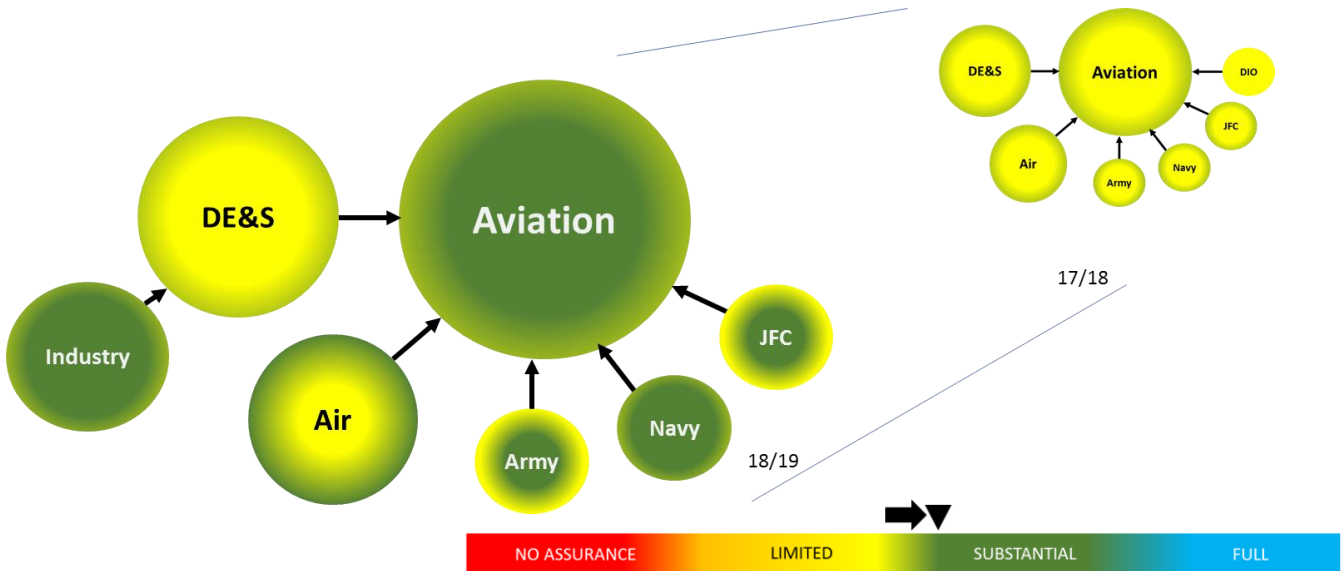 DE&S
Aviation
DIO
JFC
Air
Army
Navy
17/18
DE&S
Aviation
Industry
Air
Army
Navy
JFC
18/19
NO ASSURANCE LIMITED SUBSTANTIAL FULL